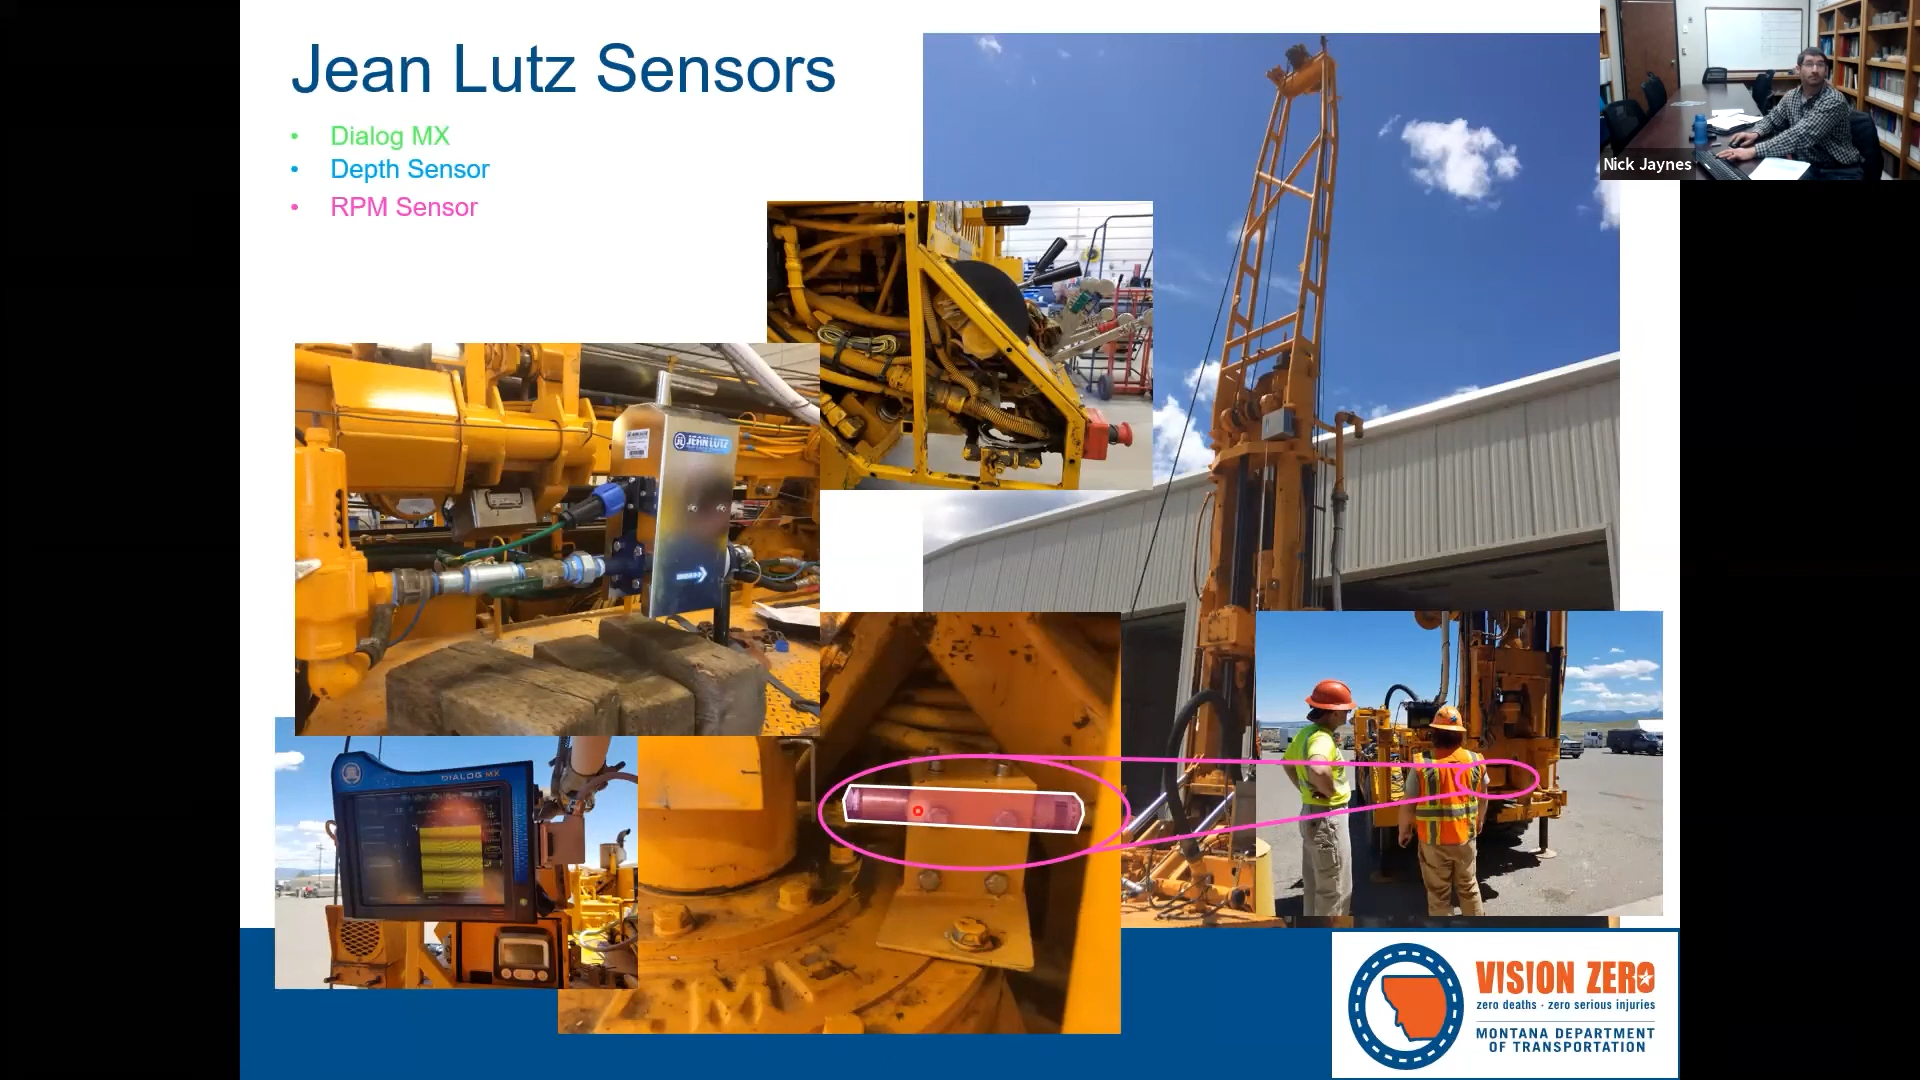 Jean Lutz Sensors
• Dialog MX
• Depth Sensor
• RPM Sensor
Nick Jaynes
JEAN LUTZ
DIALOG MX
VISION ZERO
zero deaths · zero serious injuries
MONTANA DEPARTMENT
OF TRANSPORTATION